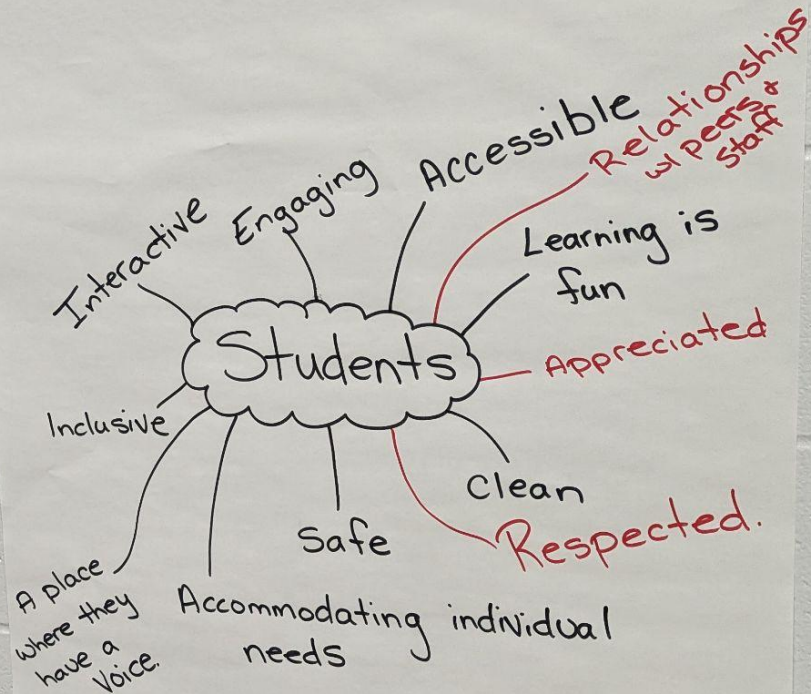 Students
Interactive
Engaging
Accessible
Relationships
w/ peers &
staff
Learning is
fun
Appreciated
Clean
Respected.
Safe
Accommodating individual
needs
A place
where they
have a
Voice.
Inclusive